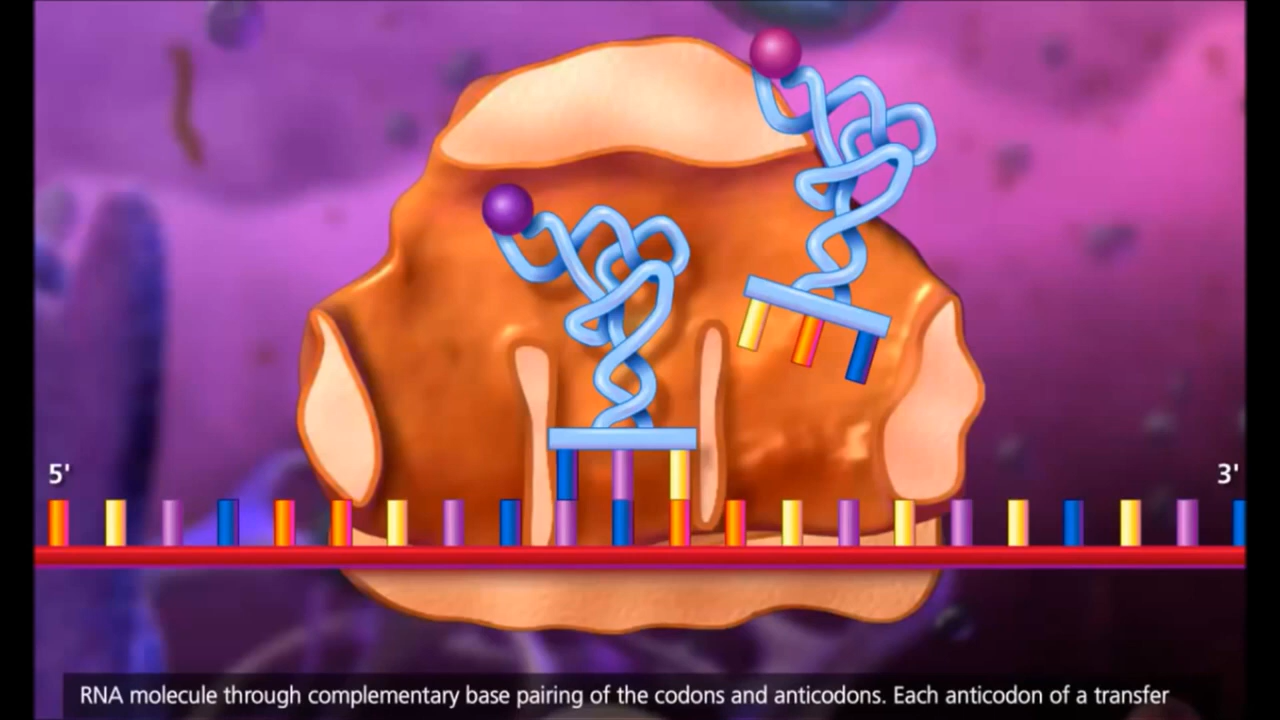 5'
3'
RNA molecule through complementary base pairing of the codons and anticodons. Each anticodon of a transfer